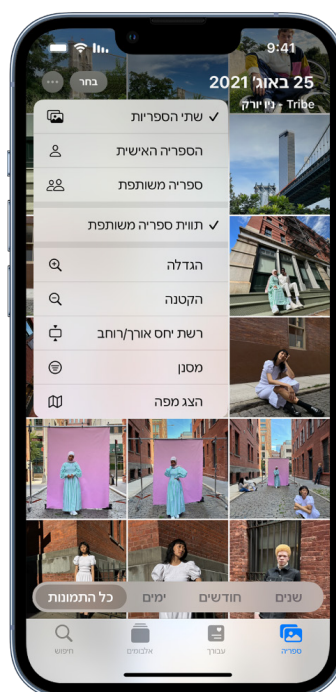 9:41
25 באוג׳ 2021
Tribe - ניו יורק
בחר
שתי הספריות
הספריה האישית
ספריה משותפת
תווית ספריה משותפת
הגדלה
הקטנה
רשת יחס אורך/רוחב
מסנן
הצג מפה
שנים
חודשים
ימים
כל התמונות
ספריה
עבורך
אלבומים
חיפוש